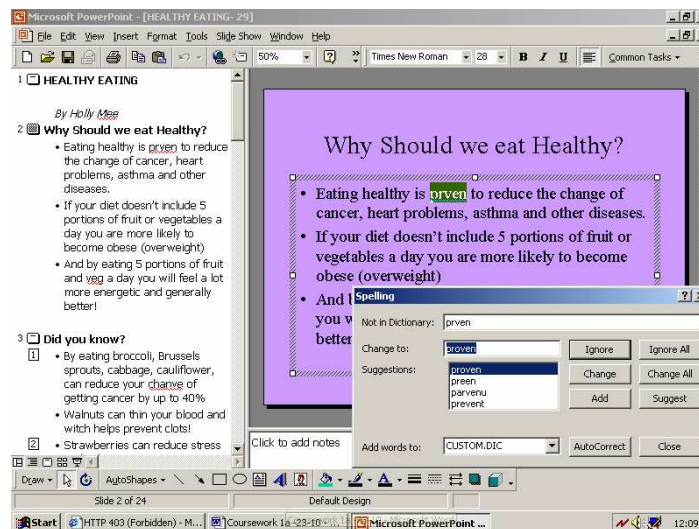 Microsoft PowerPoint - [HEALTHY EATING- 29]
File Edit View Insert Format Tools Slide Show Window Help
50% Times New Roman 28 B I U Common Tasks
1 HEALTHY EATING
By Holly Mee
2 Why Should we eat Healthy?
• Eating healthy is prven to reduce
the change of cancer, heart
problems, asthma and other
diseases.
• If your diet doesn't include 5
portions of fruit or vegetables a
day you are more likely to
become obese (overweight)
• And by eating 5 portions of fruit
and veg a day you will feel a lot
more energetic and generally
better!
3 Did you know?
1 • By eating broccoli, Brussels
sprouts, cabbage, cauliflower,
can reduce your chanve of
getting cancer by up to 40%
• Walnuts can thin your blood and
witch helps prevent clots!
2 • Strawberries can reduce stress
Why Should we eat Healthy?
• Eating healthy is prven to reduce the change of
cancer, heart problems, asthma and other diseases.
• If your diet doesn't include 5 portions of fruit or
vegetables a day you are more likely to become
obese (overweight)
• And
you
better
Spelling
Not in Dictionary: prven
Change to: proven Ignore Ignore All
Suggestions: proven Change Change All
preen
parvenu Add Suggest
prevent
Add words to: CUSTOM.DIC AutoCorrect Close
Click to add notes
Draw AutoShapes
Slide 2 of 24 Default Design
Start HTTP 403 (Forbidden) - M... Coursework 1a -23-10- Microsoft PowerPoint ... 12:09